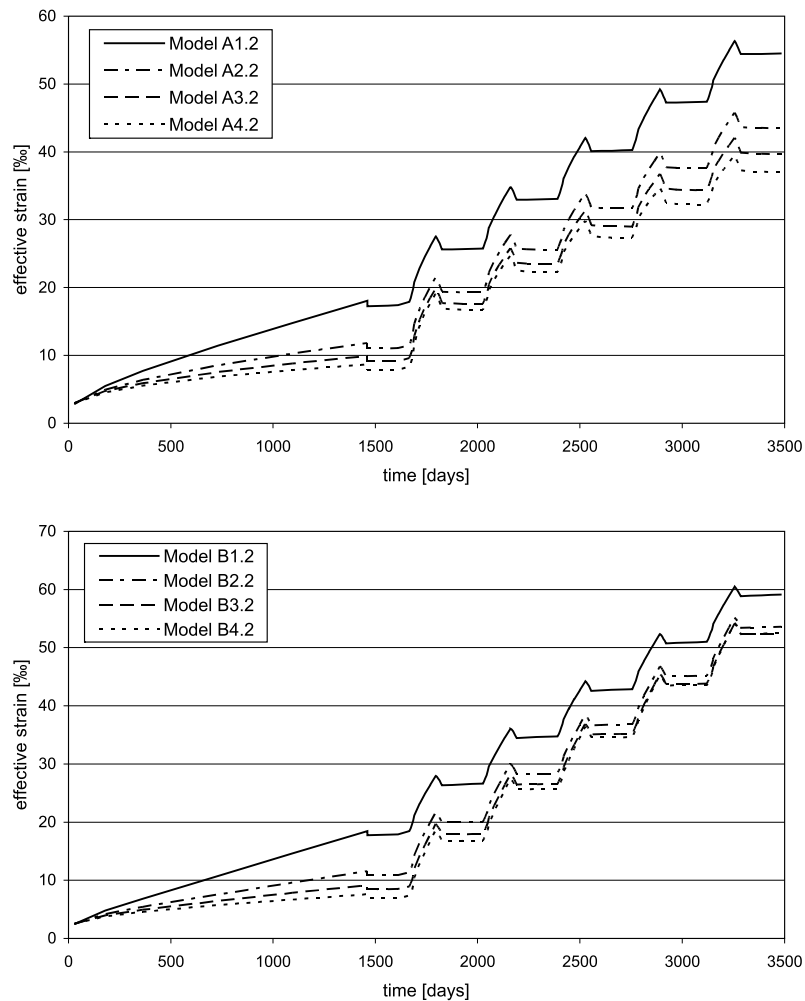 60
50
40
30
20
10
0
effective strain [‰]
Model A1.2
Model A2.2
Model A3.2
Model A4.2
0 500 1000 1500 2000 2500 3000 3500
time [days]
70
60
50
40
30
20
10
0
effective strain [‰]
Model B1.2
Model B2.2
Model B3.2
Model B4.2
0 500 1000 1500 2000 2500 3000 3500
time [days]